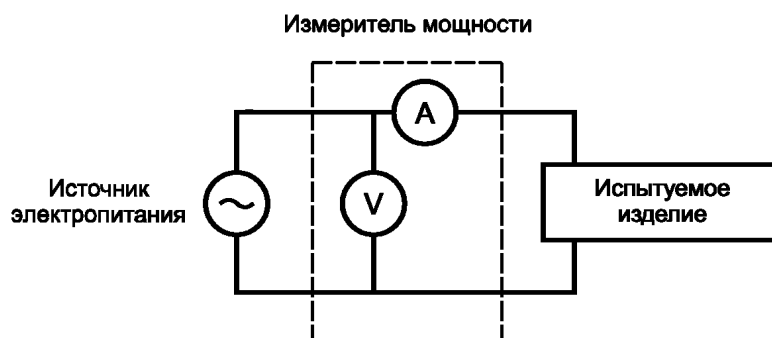 Измеритель мощности
A
Источник
электропитания
V
Испытуемое
изделие